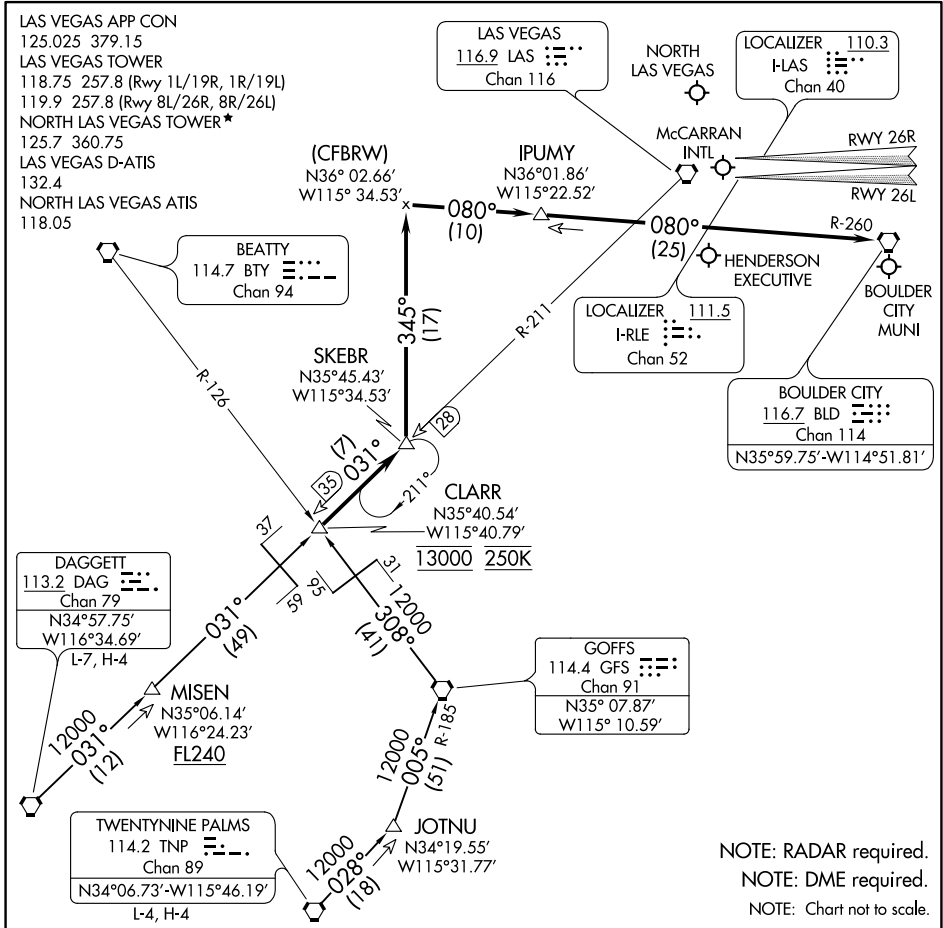 LAS VEGAS APP CON
125.025 379.15
LAS VEGAS TOWER
118.75 257.8 (Rwy 1L/19R, 1R/19L)
119.9 257.8 (Rwy 8L/26R, 8R/26L)
NORTH LAS VEGAS TOWER★
125.7 360.75
LAS VEGAS D-ATIS
132.4
NORTH LAS VEGAS ATIS
118.05
LAS VEGAS
116.9 LAS
Chan 116
NORTH
LAS VEGAS
LOCALIZER 110.3
I-LAS
Chan 40
McCARRAN
INTL
RWY 26R
RWY 26L
(CFBRW)
N36° 02.66'
W115° 34.53'
x
IPUMY
N36°01.86'
W115°22.52'
080°
(10)
080°
(25)
R-260
HENDERSON
EXECUTIVE
BOULDER
CITY
MUNI
BEATTY
114.7 BTY
Chan 94
R-126
345°
(17)
R-211
LOCALIZER 111.5
I-RLE
Chan 52
BOULDER CITY
116.7 BLD
Chan 114
N35°59.75'-W114°51.81'
SKEBR
N35°45.43'
W115°34.53'
28
(7)
031°
35
211°
CLARR
N35°40.54'
W115°40.79'
13000 250K
37
59
95
31
DAGGETT
113.2 DAG
Chan 79
N34°57.75'
W116°34.69'
L-7, H-4
031°
(49)
12000
308°
(41)
GOFFS
114.4 GFS
Chan 91
N35° 07.87'
W115° 10.59'
MISEN
N35°06.14'
W116°24.23'
FL240
12000
031°
(12)
12000
005°
(51)
R-185
JOTNU
N34°19.55'
W115°31.77'
TWENTYNINE PALMS
114.2 TNP
Chan 89
N34°06.73'-W115°46.19'
L-4, H-4
12000
028°
(18)
NOTE: RADAR required.
NOTE: DME required.
NOTE: Chart not to scale.